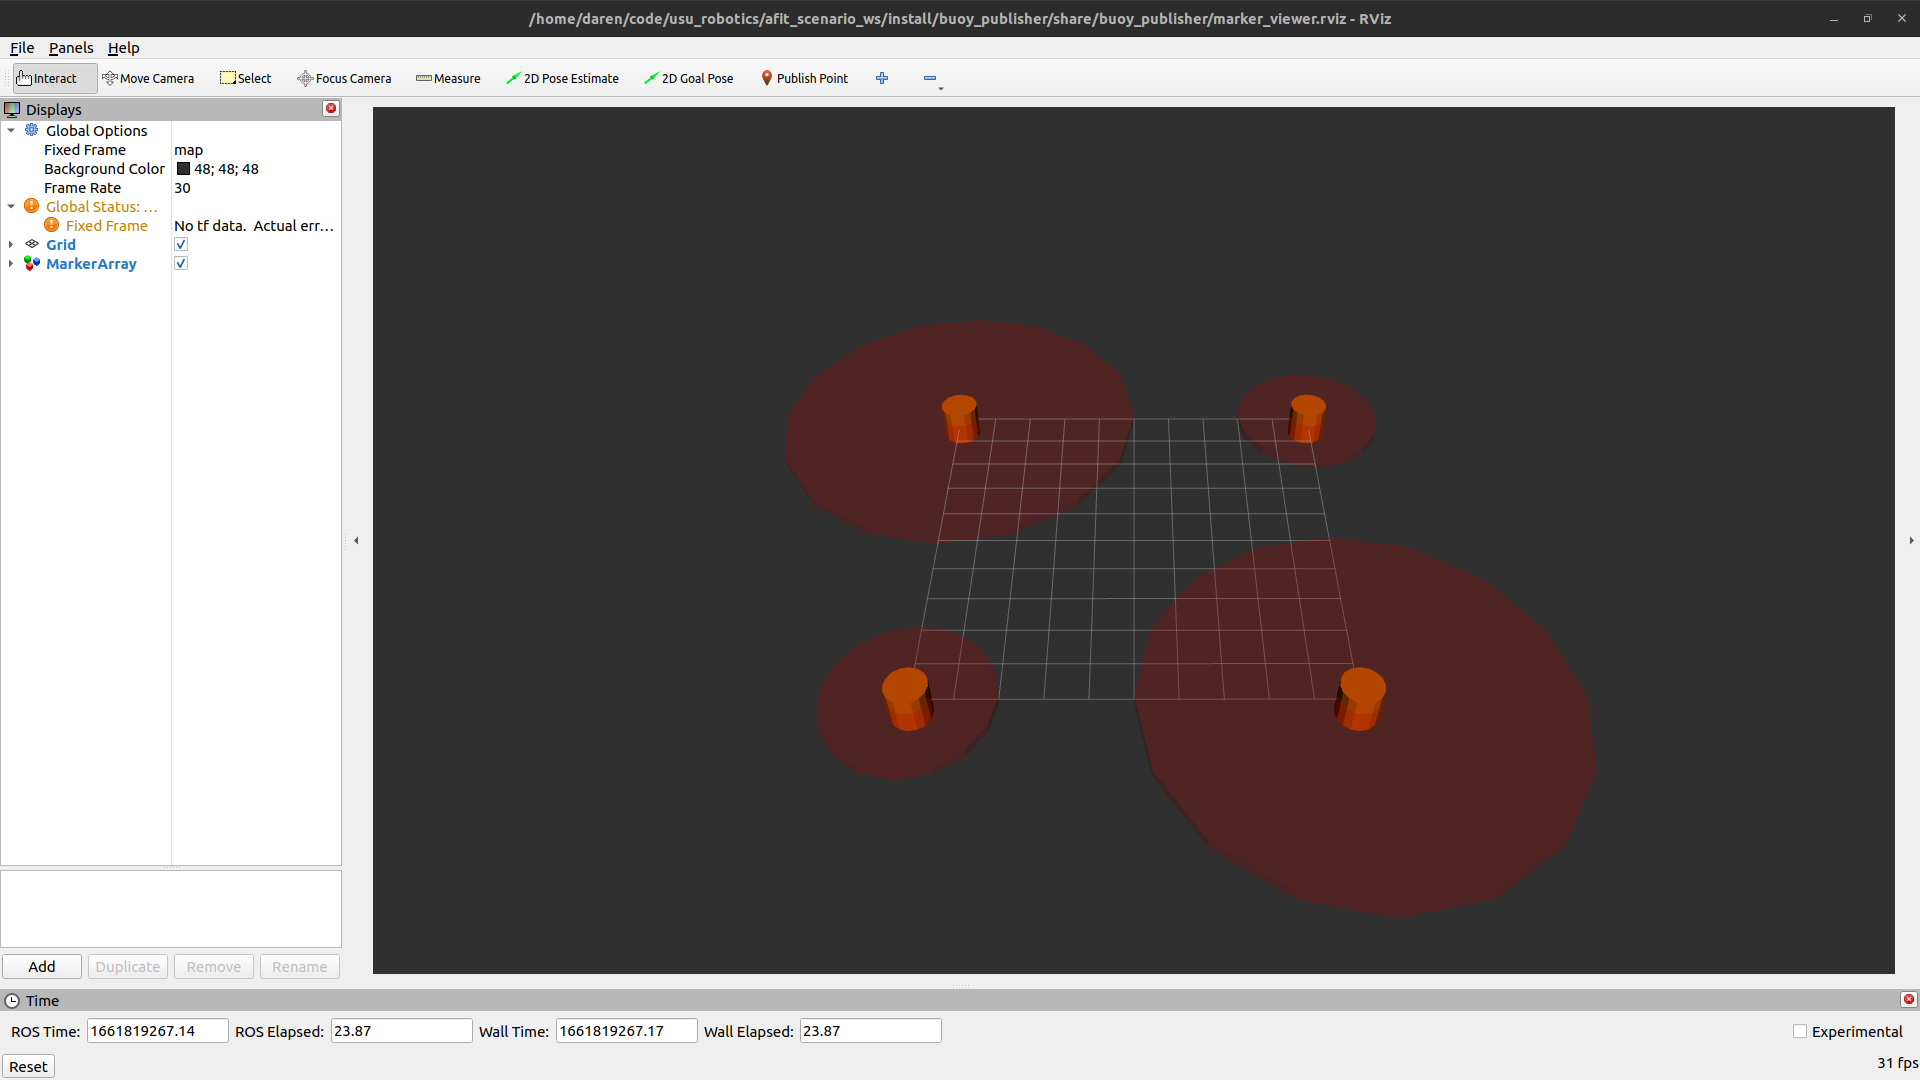 /home/daren/code/usu_robotics/afit_scenario_ws/install/buoy_publisher/share/buoy_publisher/marker_viewer.rviz - RViz
File Panels Help
Interact Move Camera Select Focus Camera Measure 2D Pose Estimate 2D Goal Pose Publish Point
Displays
Global Options
Fixed Frame map
Background Color 48; 48; 48
Frame Rate 30
Global Status: ...
Fixed Frame No tf data.  Actual err...
Grid
MarkerArray
Add Duplicate Remove Rename
Time
ROS Time: 1661819267.14 ROS Elapsed: 23.87 Wall Time: 1661819267.17 Wall Elapsed: 23.87 Experimental
Reset 31 fps